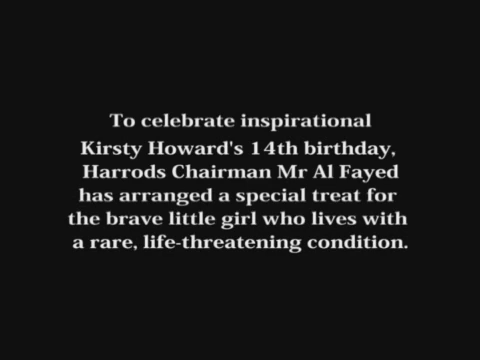 To celebrate inspirational
Kirsty Howard's 14th birthday,
Harrods Chairman Mr Al Fayed
has arranged a special treat for
the brave little girl who lives with
a rare, life-threatening condition.